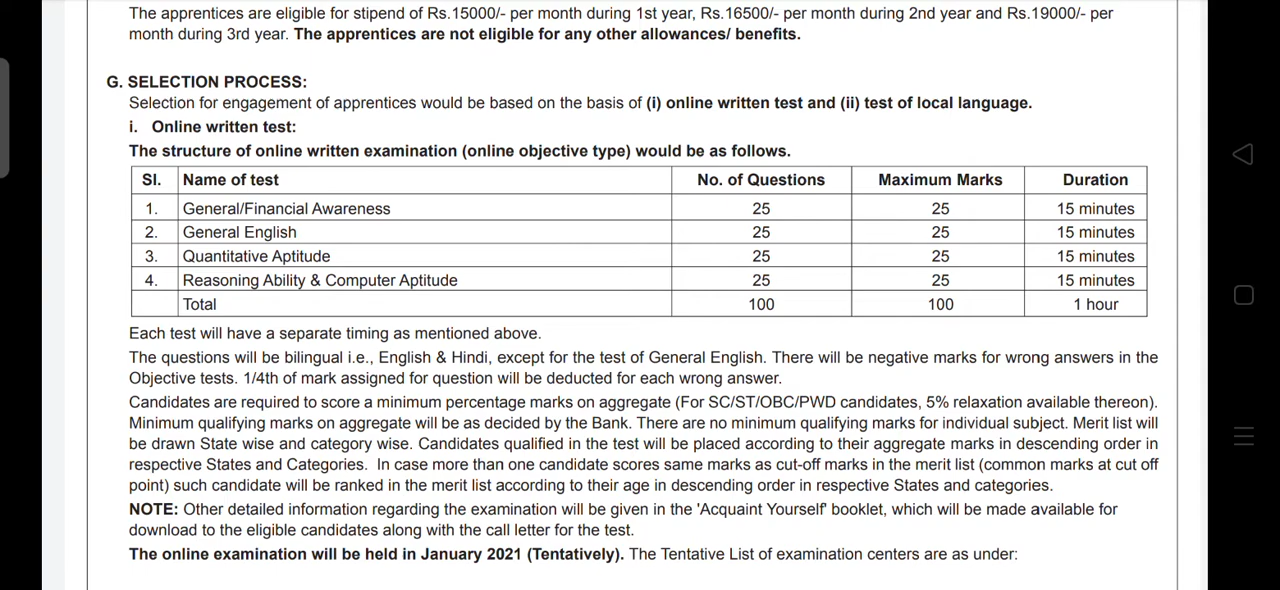 The apprentices are eligible for stipend of Rs.15000/- per month during 1st year, Rs.16500/- per month during 2nd year and Rs.19000/- per
month during 3rd year. The apprentices are not eligible for any other allowances/ benefits.
G. SELECTION PROCESS:
Selection for engagement of apprentices would be based on the basis of (i) online written test and (ii) test of local language.
i. Online written test:
The structure of online written examination (online objective type) would be as follows.
Sl. Name of test No. of Questions Maximum Marks Duration
1. General/Financial Awareness 25 25 15 minutes
2. General English 25 25 15 minutes
3. Quantitative Aptitude 25 25 15 minutes
4. Reasoning Ability & Computer Aptitude 25 25 15 minutes
Total 100 100 1 hour
Each test will have a separate timing as mentioned above.
The questions will be bilingual i.e., English & Hindi, except for the test of General English. There will be negative marks for wrong answers in the
Objective tests. 1/4th of mark assigned for question will be deducted for each wrong answer.
Candidates are required to score a minimum percentage marks on aggregate (For SC/ST/OBC/PWD candidates, 5% relaxation available thereon).
Minimum qualifying marks on aggregate will be as decided by the Bank. There are no minimum qualifying marks for individual subject. Merit list will
be drawn State wise and category wise. Candidates qualified in the test will be placed according to their aggregate marks in descending order in
respective States and Categories. In case more than one candidate scores same marks as cut-off marks in the merit list (common marks at cut off
point) such candidate will be ranked in the merit list according to their age in descending order in respective States and categories.
NOTE: Other detailed information regarding the examination will be given in the 'Acquaint Yourself' booklet, which will be made available for
download to the eligible candidates along with the call letter for the test.
The online examination will be held in January 2021 (Tentatively). The Tentative List of examination centers are as under: